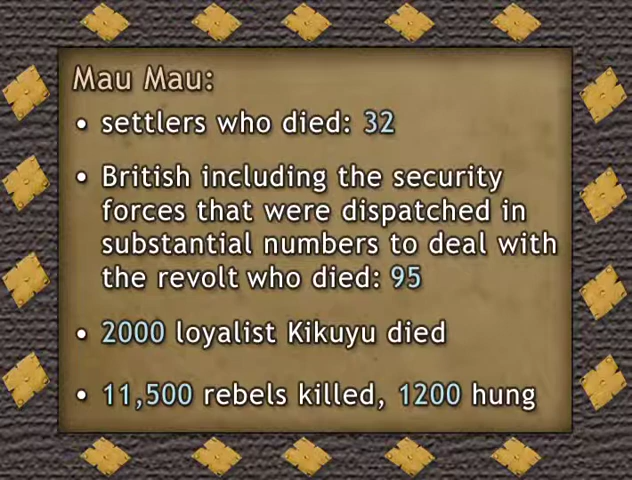 Mau Mau:
• settlers who died: 32
• British including the security
forces that were dispatched in
substantial numbers to deal with
the revolt who died: 95
• 2000 loyalist Kikuyu died
• 11,500 rebels killed, 1200 hung